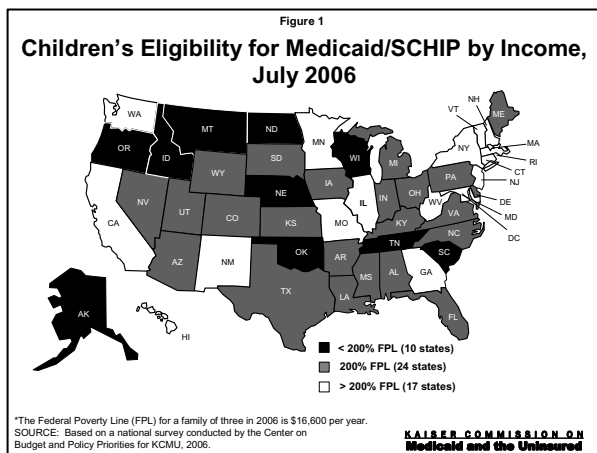 Figure 1
Children's Eligibility for Medicaid/SCHIP by Income,
July 2006
WA
OR
MT
ID
ND
MN
WI
SD
WY
NE
IA
MI
NH
VT
ME
NY
MA
RI
CT
NJ
PA
DE
MD
DC
NV
UT
CO
KS
MO
IL
IN
OH
WV
VA
KY
NC
CA
AZ
NM
OK
AR
TN
SC
TX
LA
MS
AL
GA
FL
AK
HI
< 200% FPL (10 states)
200% FPL (24 states)
> 200% FPL (17 states)
*The Federal Poverty Line (FPL) for a family of three in 2006 is $16,600 per year.
SOURCE: Based on a national survey conducted by the Center on
Budget and Policy Priorities for KCMU, 2006.
KAISER COMMISSION ON
Medicaid and the Uninsured